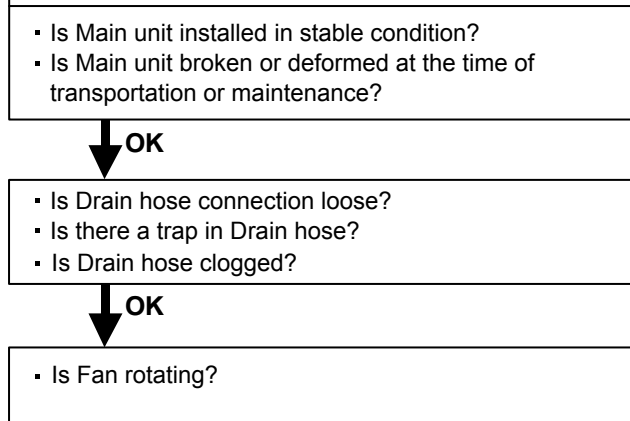 ▪ Is Main unit installed in stable condition?
▪ Is Main unit broken or deformed at the time of
transportation or maintenance?
OK
▪ Is Drain hose connection loose?
▪ Is there a trap in Drain hose?
▪ Is Drain hose clogged?
OK
▪ Is Fan rotating?